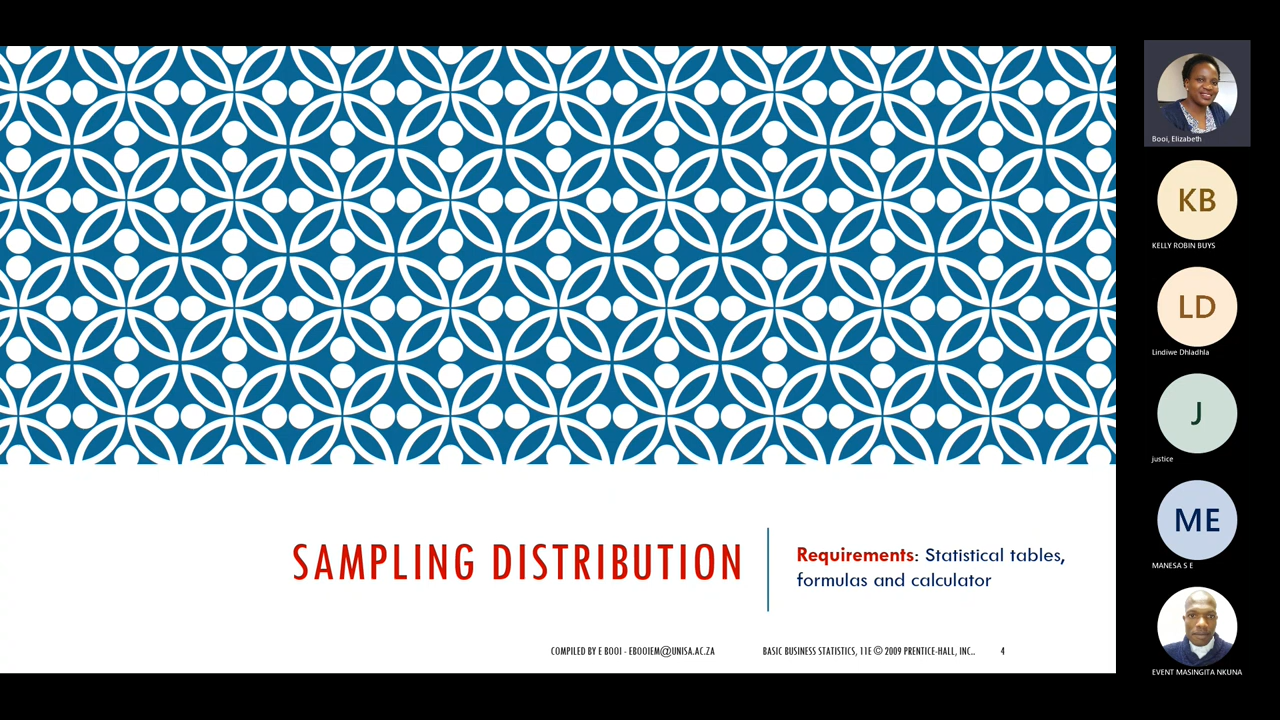 SAMPLING DISTRIBUTION
Requirements: Statistical tables,
formulas and calculator
COMPILED BY E BOOI - EBOOIEM@UNISA.AC.ZA
BASIC BUSINESS STATISTICS, 11E © 2009 PRENTICE-HALL, INC..
4
Booi, Elizabeth
KB
KELLY ROBIN BUYS
LD
Lindiwe Dhladhla
J
justice
ME
MANESA S E
EVENT MASINGITA NKUNA